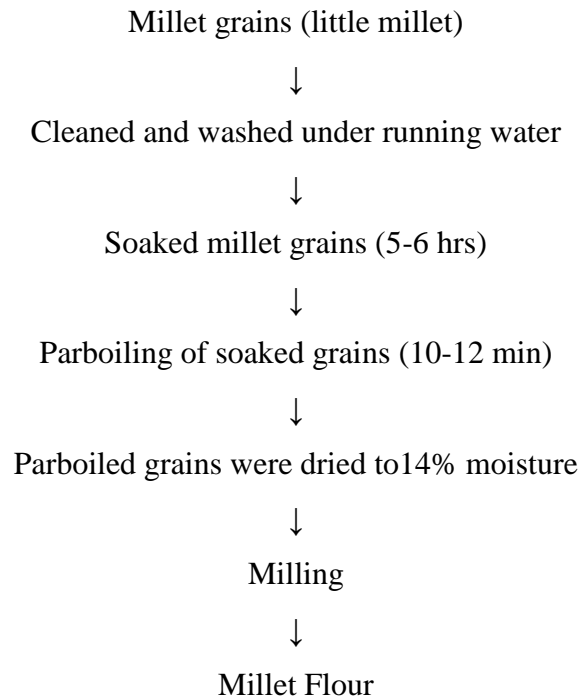 Millet grains (little millet)
↓
Cleaned and washed under running water
↓
Soaked millet grains (5-6 hrs)
↓
Parboiling of soaked grains (10-12 min)
↓
Parboiled grains were dried to14% moisture
↓
Milling
↓
Millet Flour